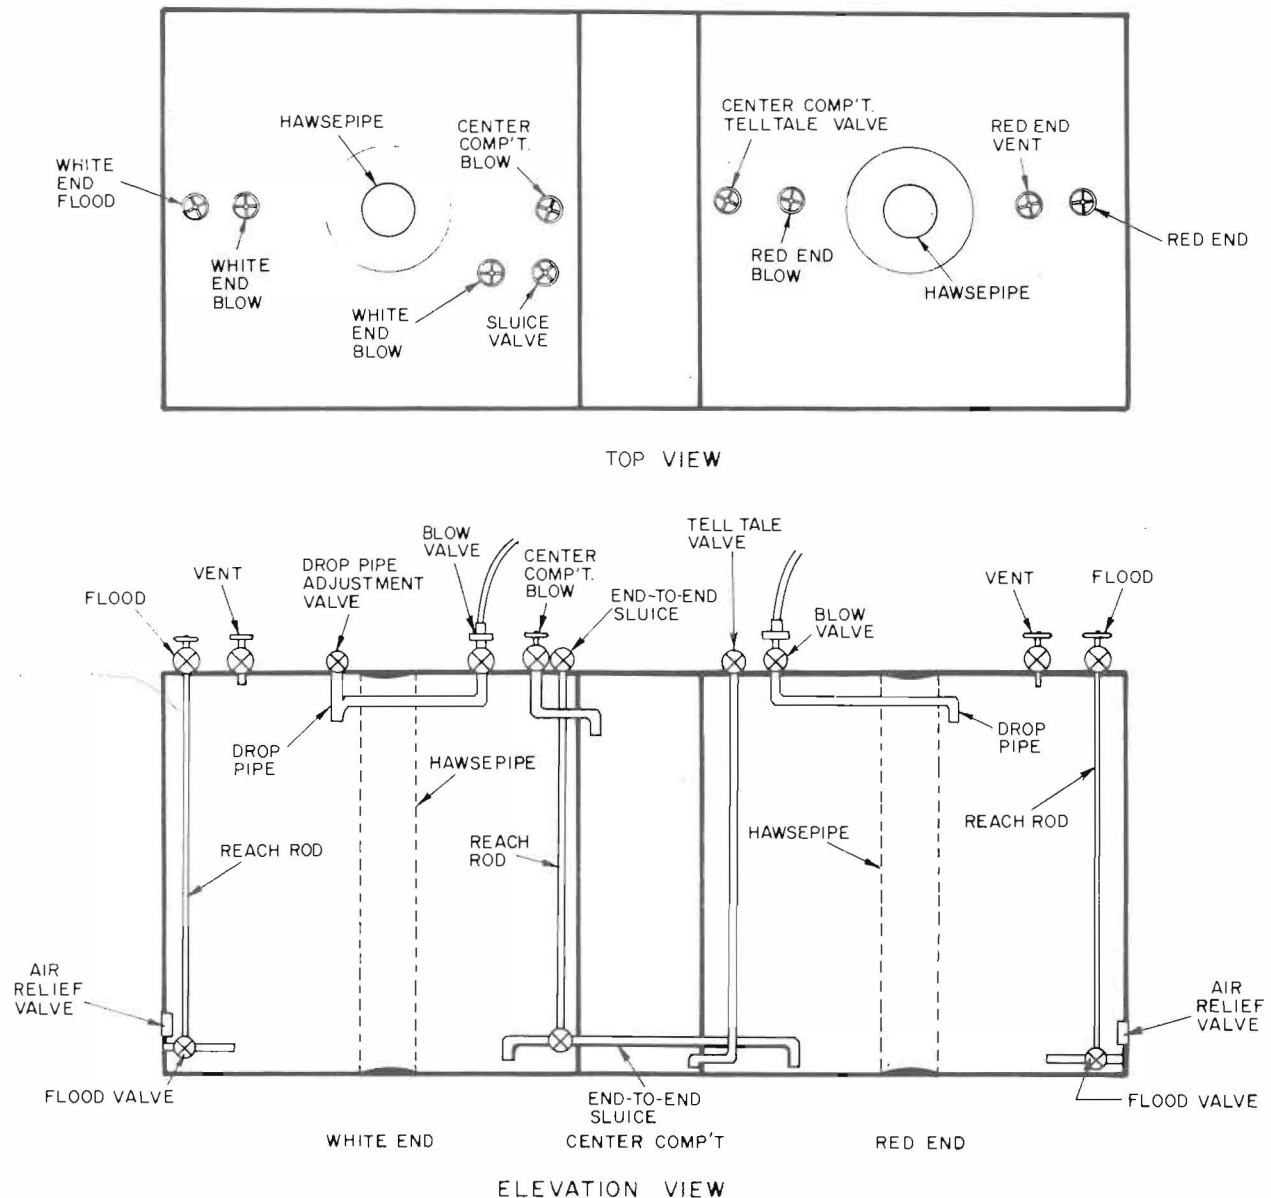 HAWSEPIPE
CENTER
COMP'T.
BLOW
CENTER COMP'T.
TELLTALE VALVE
RED END
VENT
WHITE
END
FLOOD
WHITE
END
BLOW
WHITE
END
BLOW
SLUICE
VALVE
RED END
BLOW
HAWSEPIPE
RED END
TOP VIEW
FLOOD
VENT
DROP PIPE
ADJUSTMENT
VALVE
BLOW
VALVE
CENTER
COMP'T.
BLOW
END-TO-END
SLUICE
TELL TALE
VALVE
BLOW
VALVE
VENT
FLOOD
DROP
PIPE
HAWSEPIPE
DROP
PIPE
REACH ROD
REACH
ROD
HAWSEPIPE
REACH ROD
AIR
RELIEF
VALVE
AIR
RELIEF
VALVE
FLOOD VALVE
END-TO-END
SLUICE
FLOOD VALVE
WHITE END
CENTER COMP'T
RED END
ELEVATION VIEW